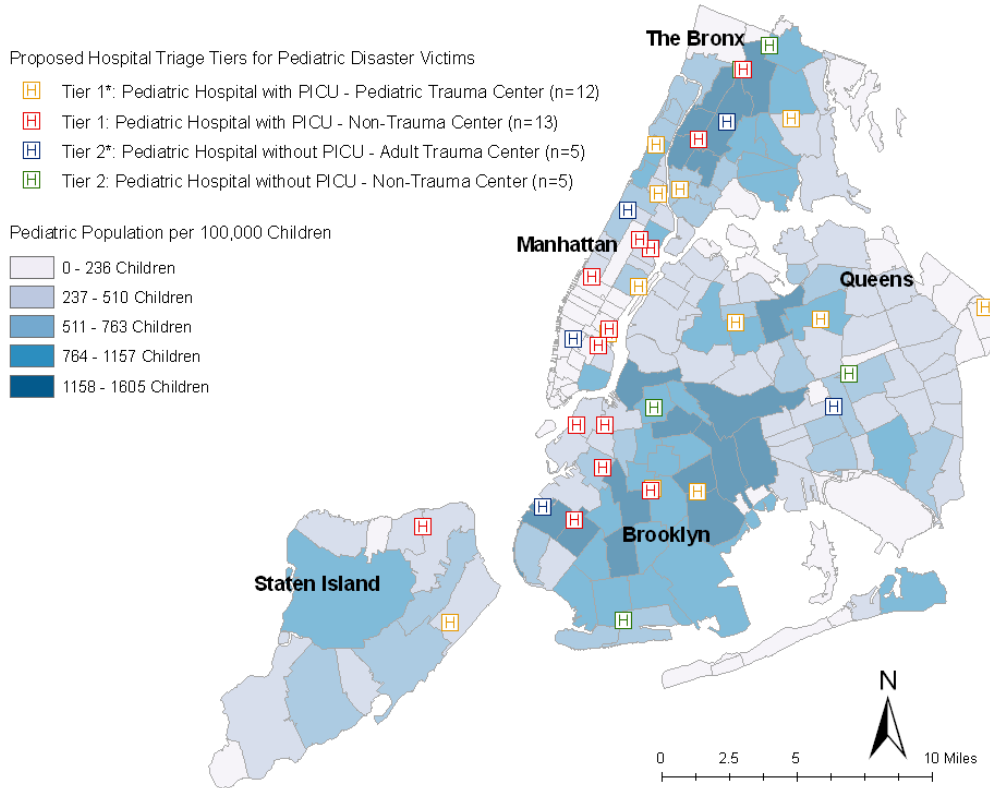 Proposed Hospital Triage Tiers for Pediatric Disaster Victims
H Tier 1*: Pediatric Hospital with PICU - Pediatric Trauma Center (n=12)
H Tier 1: Pediatric Hospital with PICU - Non-Trauma Center (n=13)
H Tier 2*: Pediatric Hospital without PICU - Adult Trauma Center (n=5)
H Tier 2: Pediatric Hospital without PICU - Non-Trauma Center (n=5)
Pediatric Population per 100,000 Children
0 - 236 Children
237 - 510 Children
511 - 763 Children
764 - 1157 Children
1158 - 1605 Children
The Bronx
Manhattan
Queens
Brooklyn
Staten Island
N
0 2.5 5 10 Miles